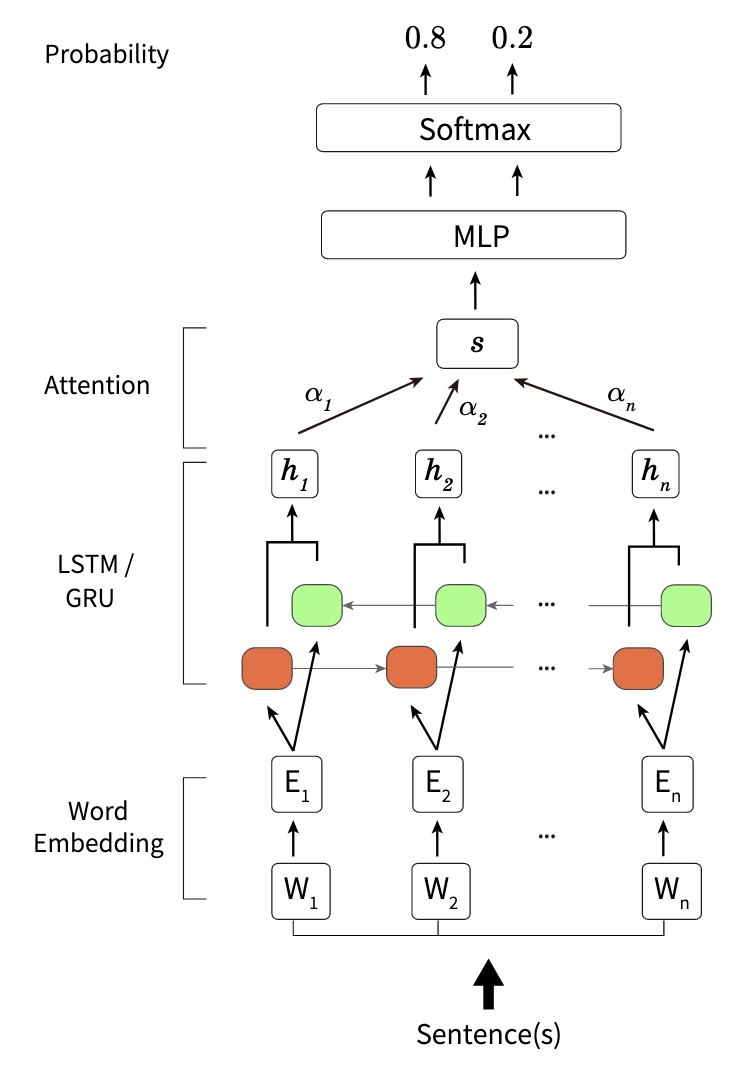 Probability
0.8 0.2
Softmax
MLP
s
Attention
α1 α2 αn
...
h1 h2 ... hn
LSTM /
GRU
...
...
E1 E2 En
Word
Embedding
...
W1 W2 Wn
Sentence(s)